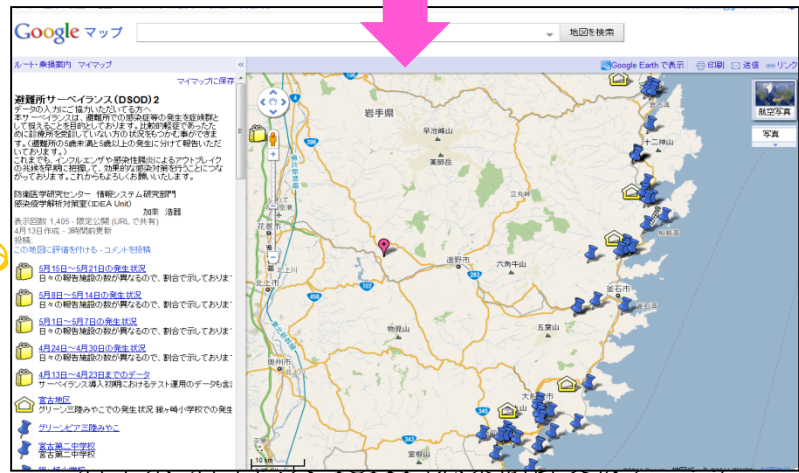 Google マップ
地図を検索
ルート・乗換案内 マイマップ
«
Google Earth で表示 印刷 送信 リンク
マイマップに保存
避難所サーベイランス(DSOD)2
データの入力にご協力いただいてる方へ
本サーベイランスは、避難所での感染症等の発生を症候群と
して捉えることを目的としております。比較的軽症であったた
めに診療所を受診していない方の状況をもつかむ事ができま
す。(避難所の5歳未満と5歳以上の発生に分けて報告いただ
いております。)
これまでも、インフルエンザや感染性腸炎によるアウトブレイク
の兆候を早期に把握して、効果的な感染対策を行うことにつな
がっております。これからもよろしくお願いいたします。
防衛医学研究センター 情報システム研究部門
感染疫学解析対策室(IDEA Unit)
加來 浩器
表示回数 1,405 - 限定公開 (URL で共有)
4月13日作成 - 3時間前更新
投稿:
この地図に評価を付ける - コメントを投稿
5月15日～5月21日の発生状況
日々の報告施設の数が異なるので、割合で示しておりま
5月8日～5月14日の発生状況
日々の報告施設の数が異なるので、割合で示しておりま
5月1日～5月7日の発生状況
日々の報告施設の数が異なるので、割合で示しておりま
4月24日～4月30日の発生状況
日々の報告施設の数が異なるので、割合で示しておりま
4月13日～4月23日までのデータ
サーベイランス導入初期におけるテスト運用のデータも含
宮古地区
グリーン三陸みやこでの発生状況 鍬ヶ崎小学校での発生
グリーンピア三陸みやこ
宮古第二中学校
宮古第二中学校
航空写真
写真
岩手県
早池峰山
薬師岳
十二神山
立丸峠
船越湾
花巻市
北上川
遠野市
六角牛山
北上市
釜石市
物見山
五葉山
奥州市
室根山
396
283
107
456
340
343
10 km